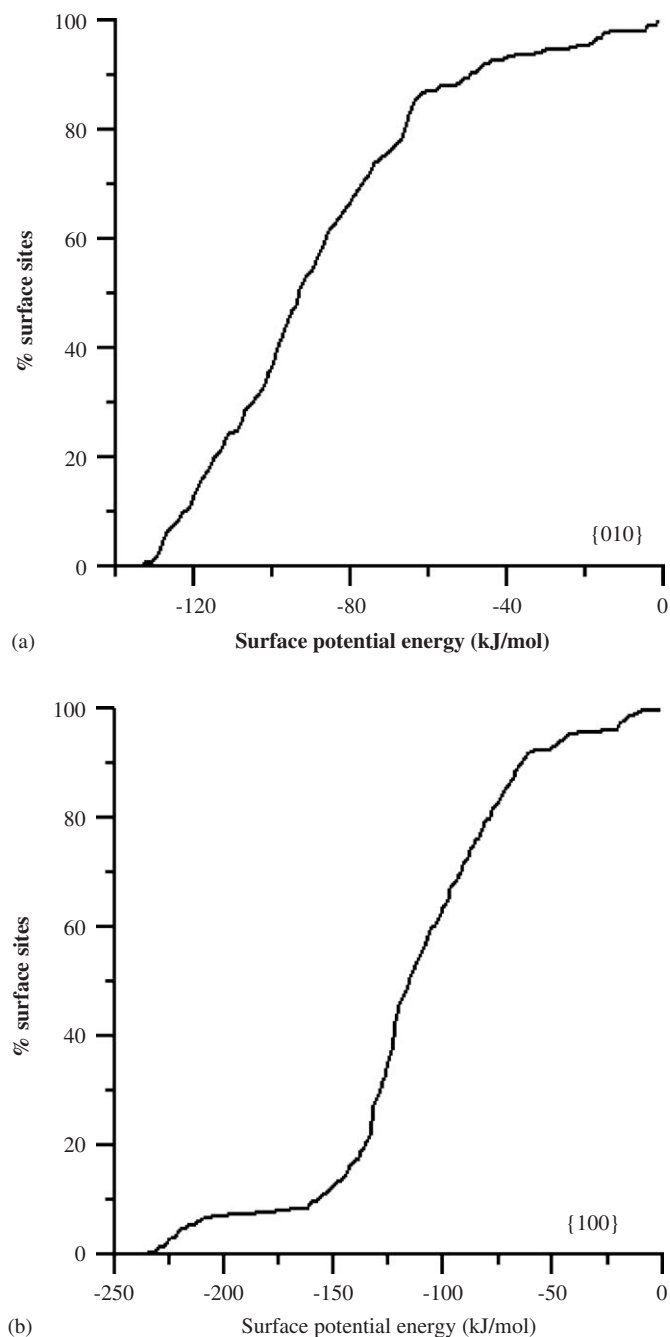 100
80
60
40
20
0
% surface sites
{010}
-120 -80 -40 0
(a) Surface potential energy (kJ/mol)
100
80
60
40
20
0
% surface sites
{100}
-250 -200 -150 -100 -50 0
(b) Surface potential energy (kJ/mol)